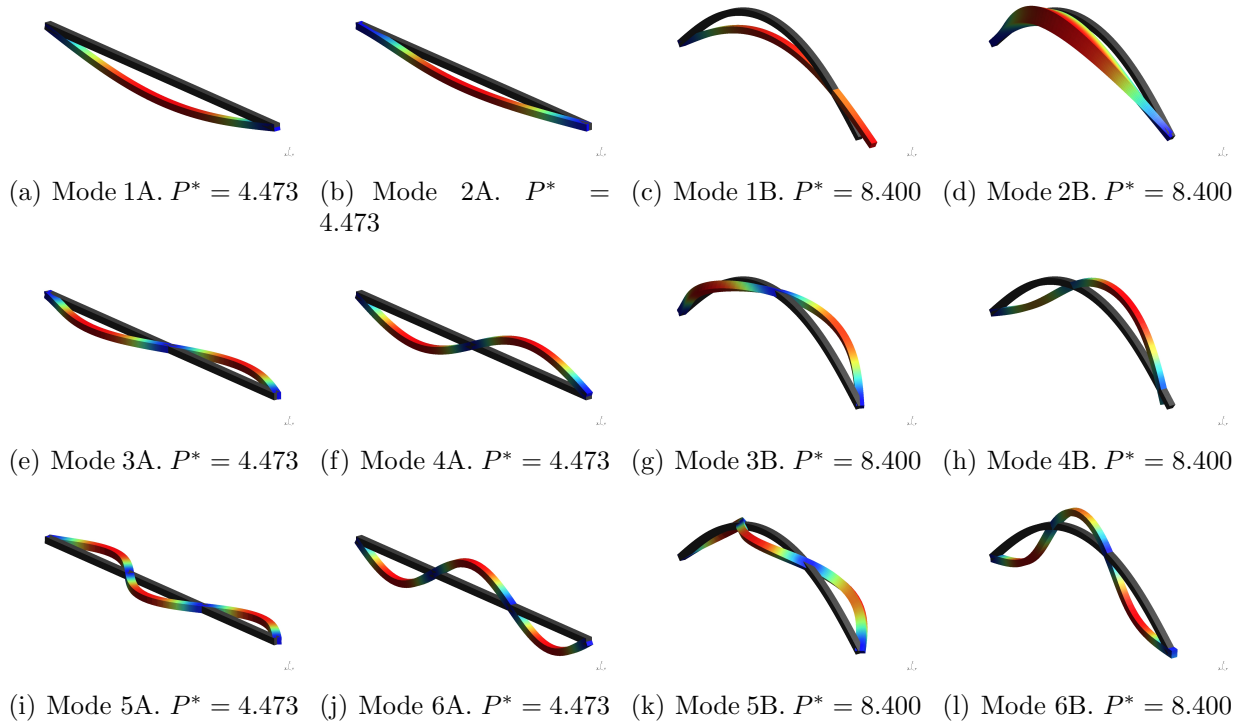 (a) Mode 1A. P* = 4.473
(b) Mode 2A. P* =
4.473
(c) Mode 1B. P* = 8.400
(d) Mode 2B. P* = 8.400
(e) Mode 3A. P* = 4.473
(f) Mode 4A. P* = 4.473
(g) Mode 3B. P* = 8.400
(h) Mode 4B. P* = 8.400
(i) Mode 5A. P* = 4.473
(j) Mode 6A. P* = 4.473
(k) Mode 5B. P* = 8.400
(l) Mode 6B. P* = 8.400